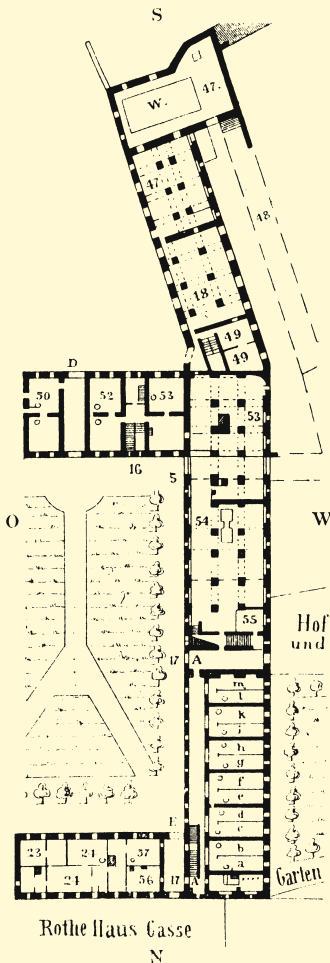 S
W.
47.
47
48
18
49
49
D
50
52
53
53
16
5
O
54
W
55
Hof
und
17
A
m
l
k
i
h
g
f
e
d
c
b
a
E
23
24
37
24
56
17
A
Garten
Rothe Haus Gasse
N